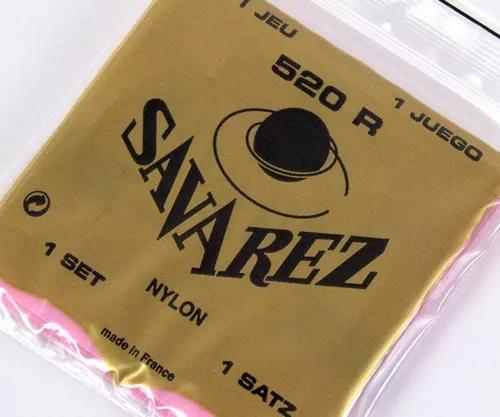 1 JEU
520 R
1 JUEGO
SAVAREZ
1 SET
NYLON
made in France
1 SATZ